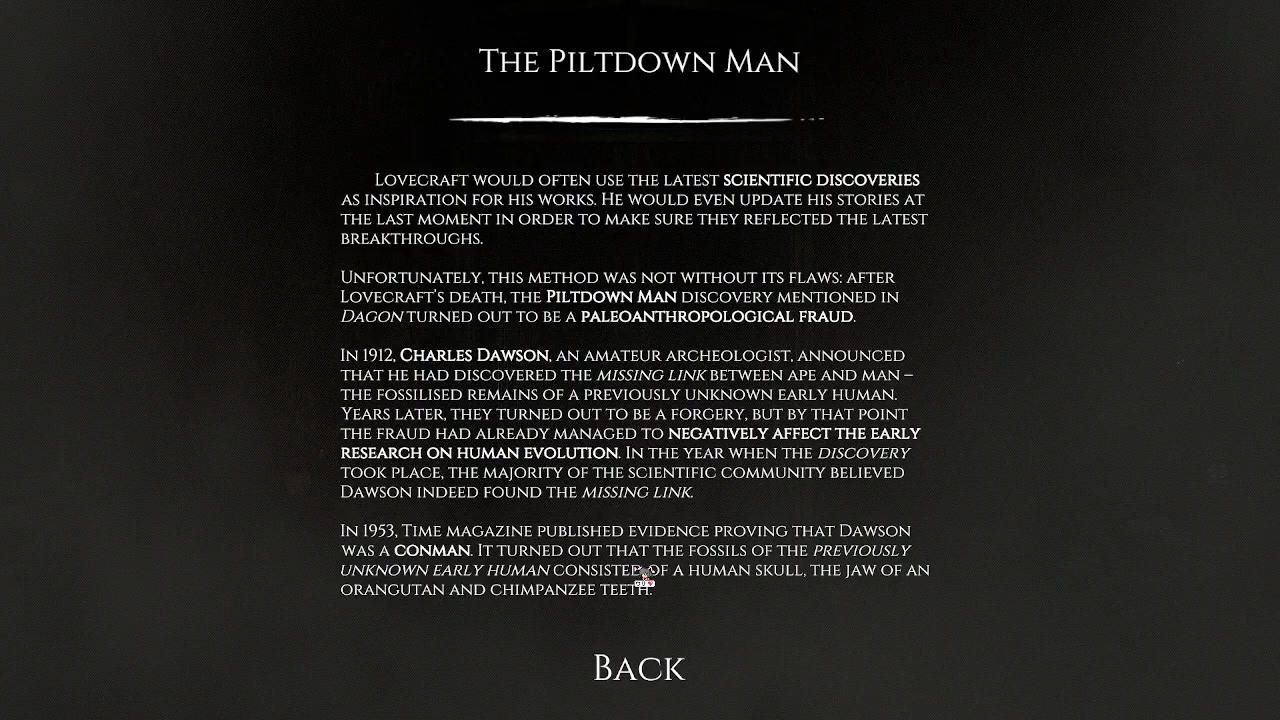 The Piltdown Man
Lovecraft would often use the latest scientific discoveries
as inspiration for his works. He would even update his stories at
the last moment in order to make sure they reflected the latest
breakthroughs.
Unfortunately, this method was not without its flaws: after
Lovecraft's death, the Piltdown Man discovery mentioned in
Dagon turned out to be a paleoanthropological fraud.
In 1912, Charles Dawson, an amateur archeologist, announced
that he had discovered the missing link between ape and man –
the fossilised remains of a previously unknown early human.
Years later, they turned out to be a forgery, but by that point
the fraud had already managed to negatively affect the early
research on human evolution. In the year when the discovery
took place, the majority of the scientific community believed
Dawson indeed found the missing link.
In 1953, Time magazine published evidence proving that Dawson
was a conman. It turned out that the fossils of the previously
unknown early human consisted of a human skull, the jaw of an
orangutan and chimpanzee teeth.
Back